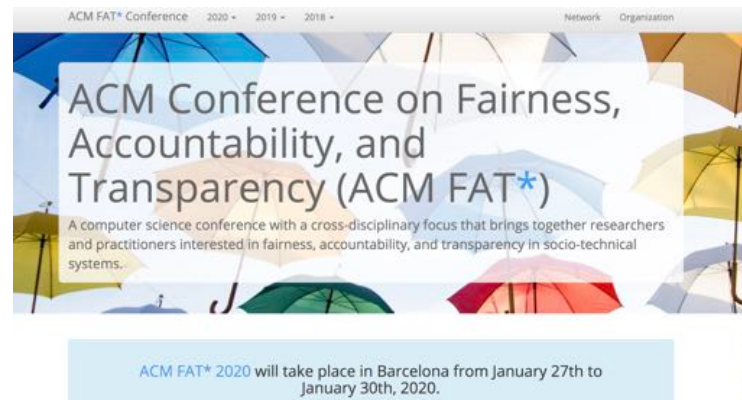 ACM FAT* Conference 2020 2019 2018 Network Organization
ACM Conference on Fairness,
Accountability, and
Transparency (ACM FAT*)
A computer science conference with a cross-disciplinary focus that brings together researchers
and practitioners interested in fairness, accountability, and transparency in socio-technical
systems.
ACM FAT* 2020 will take place in Barcelona from January 27th to
January 30th, 2020.